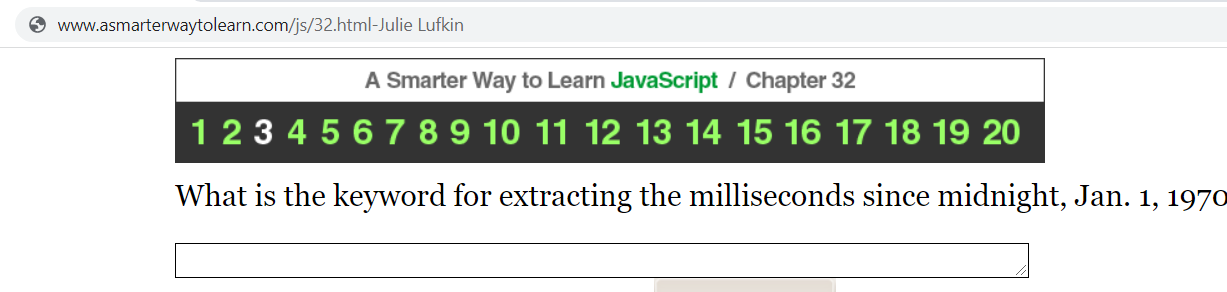 www.asmarterwaytolearn.com/js/32.html-Julie Lufkin
A Smarter Way to Learn JavaScript / Chapter 32
1 2 3 4 5 6 7 8 9 10 11 12 13 14 15 16 17 18 19 20
What is the keyword for extracting the milliseconds since midnight, Jan. 1, 1970